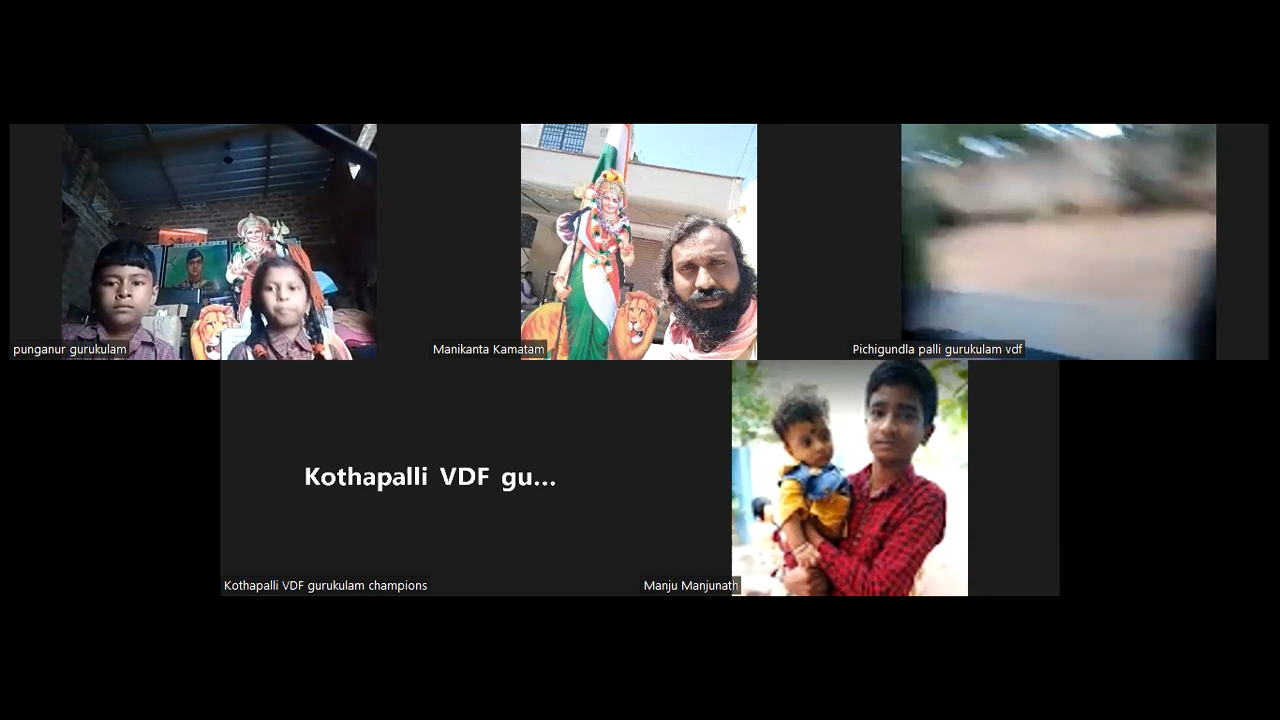 punganur gurukulam
Manikanta Kamatam
Pichigundla palli gurukulam vdf
Kothapalli VDF gu...
Kothapalli VDF gurukulam champions
Manju Manjunath